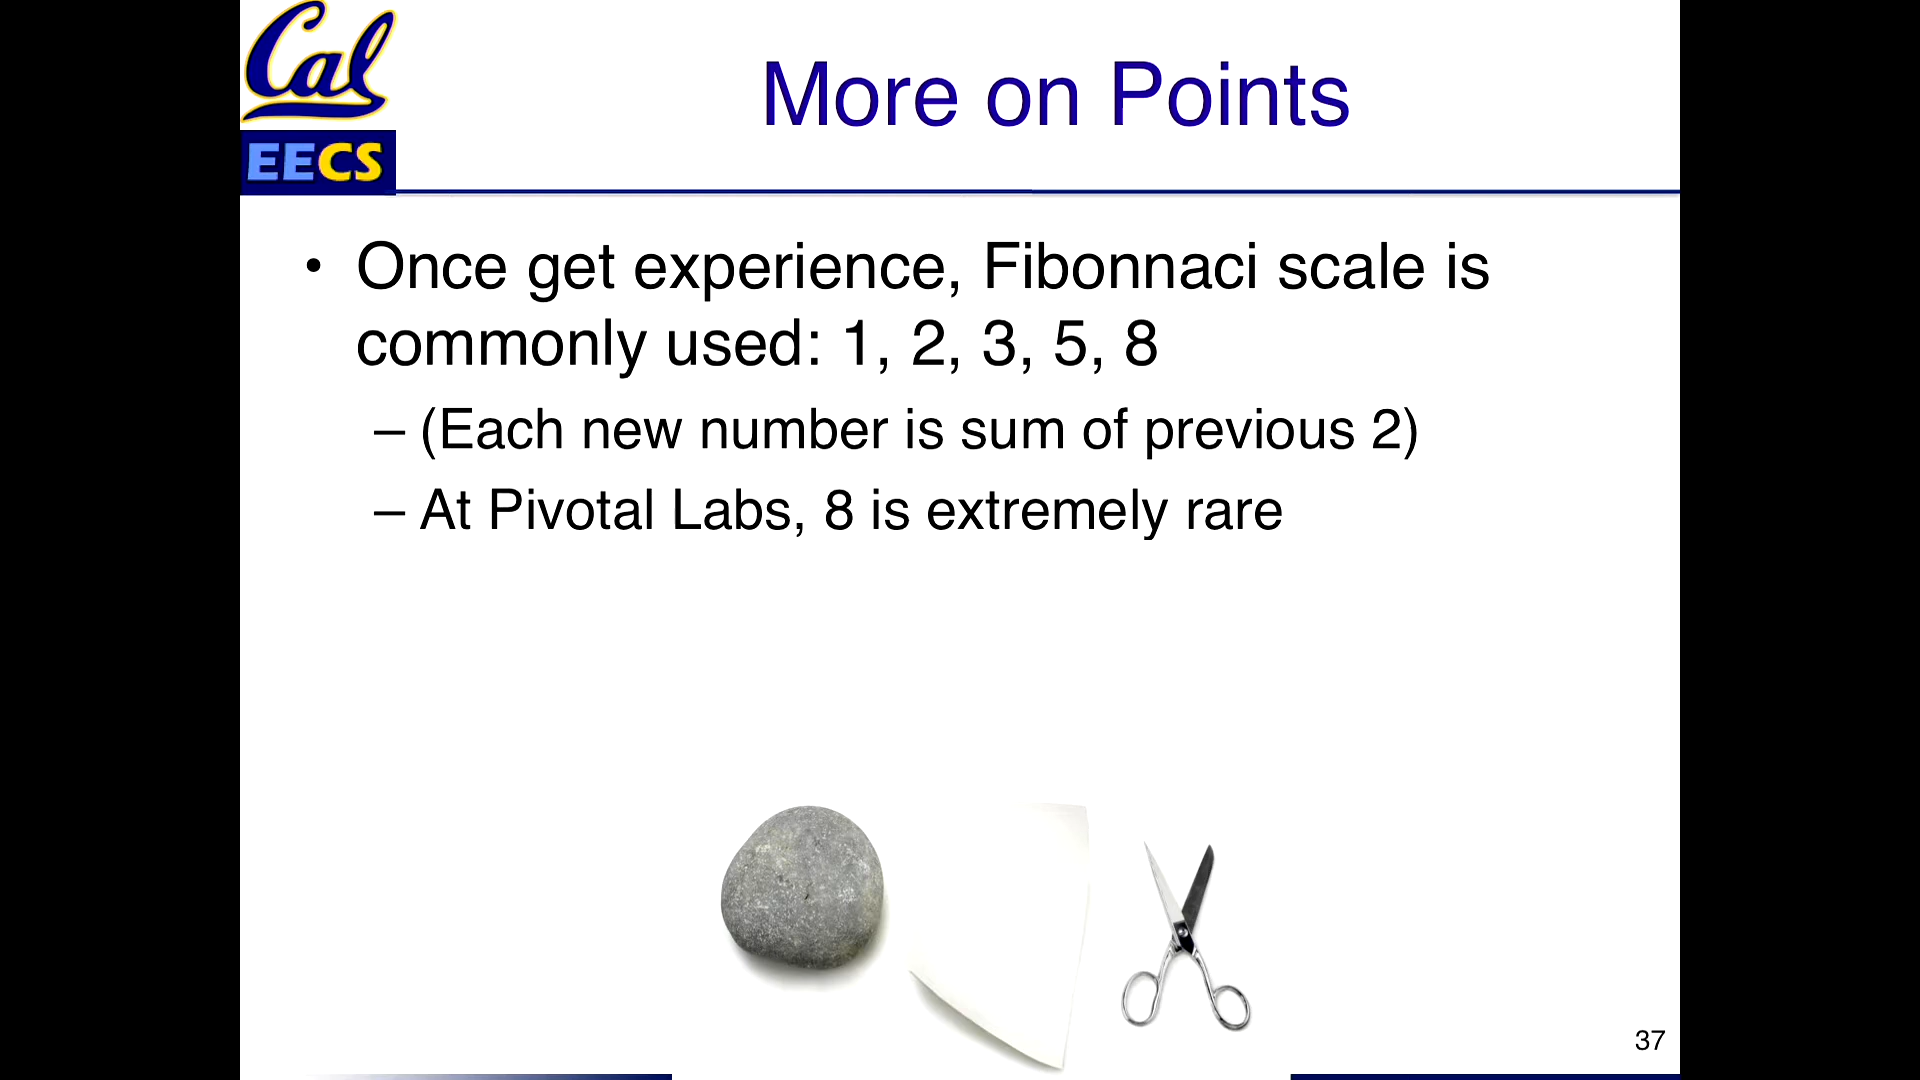 Cal
EECS
More on Points
• Once get experience, Fibonnaci scale is
commonly used: 1, 2, 3, 5, 8
– (Each new number is sum of previous 2)
– At Pivotal Labs, 8 is extremely rare
37